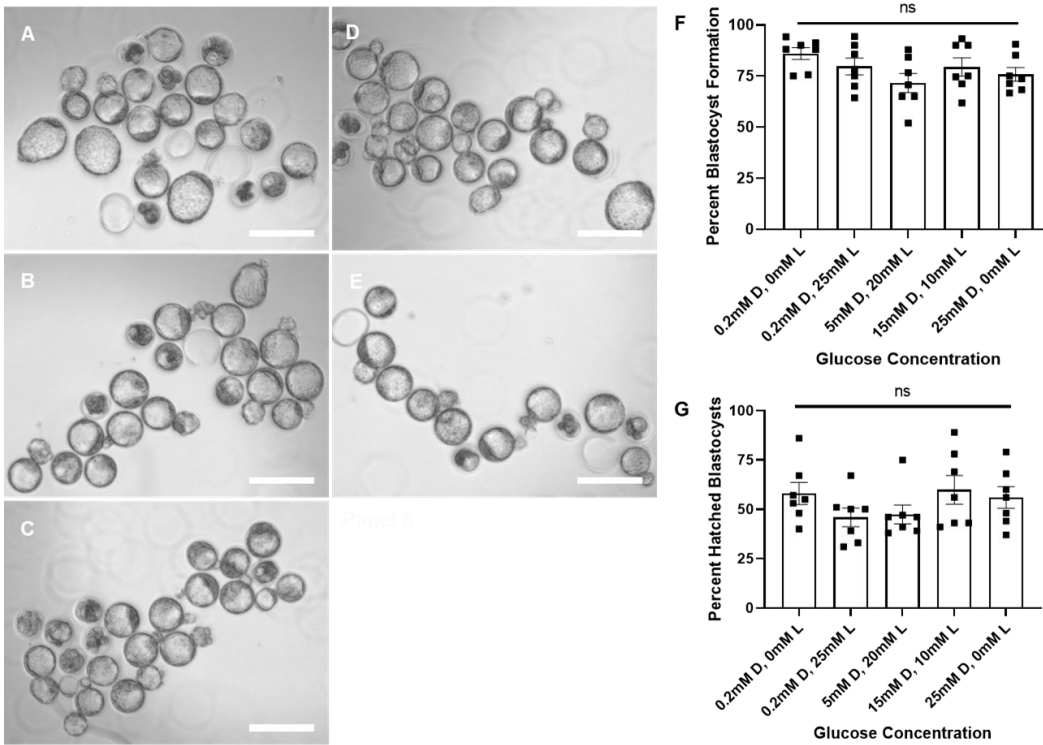 A
B
C
D
E
Panel 6
F
ns
Percent Blastocyst Formation
100
75
50
25
0
0.2mM D, 0mM L
0.2mM D, 25mM L
5mM D, 20mM L
15mM D, 10mM L
25mM D, 0mM L
Glucose Concentration
G
ns
Percent Hatched Blastocysts
100
75
50
25
0
0.2mM D, 0mM L
0.2mM D, 25mM L
5mM D, 20mM L
15mM D, 10mM L
25mM D, 0mM L
Glucose Concentration